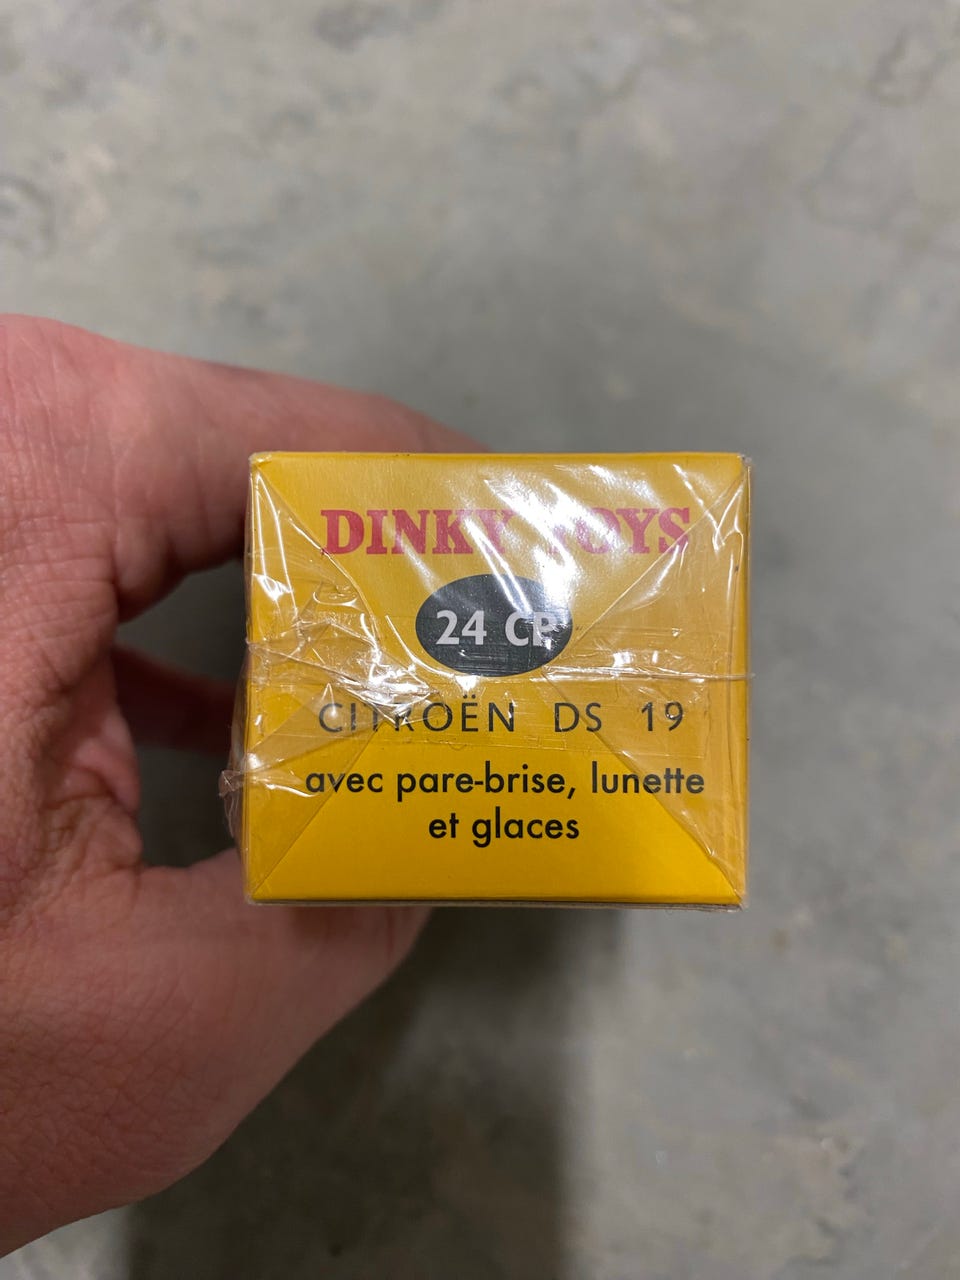 DINKY TOYS
24 CP
CITROËN DS 19
avec pare-brise, lunette
et glaces